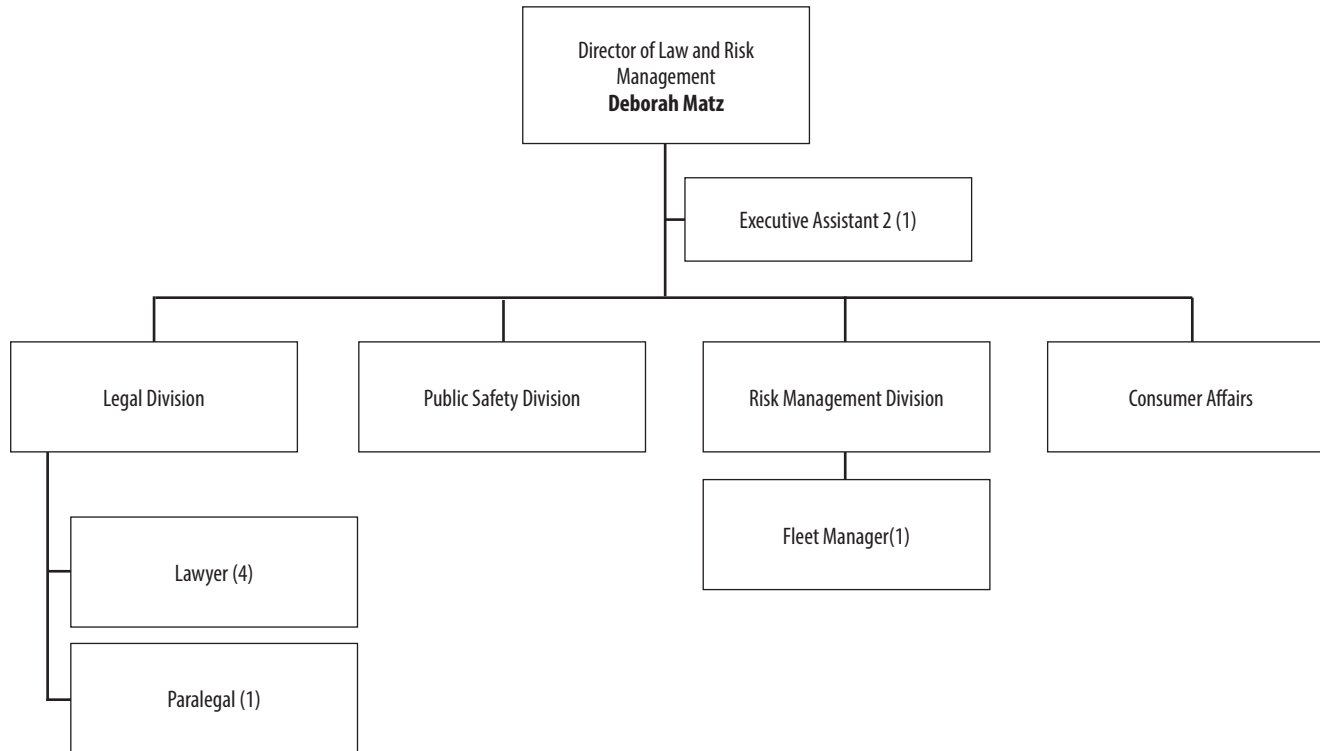 Director of Law and Risk
Management
Deborah Matz
Executive Assistant 2 (1)
Legal Division
Public Safety Division
Risk Management Division
Consumer Affairs
Fleet Manager(1)
Lawyer (4)
Paralegal (1)